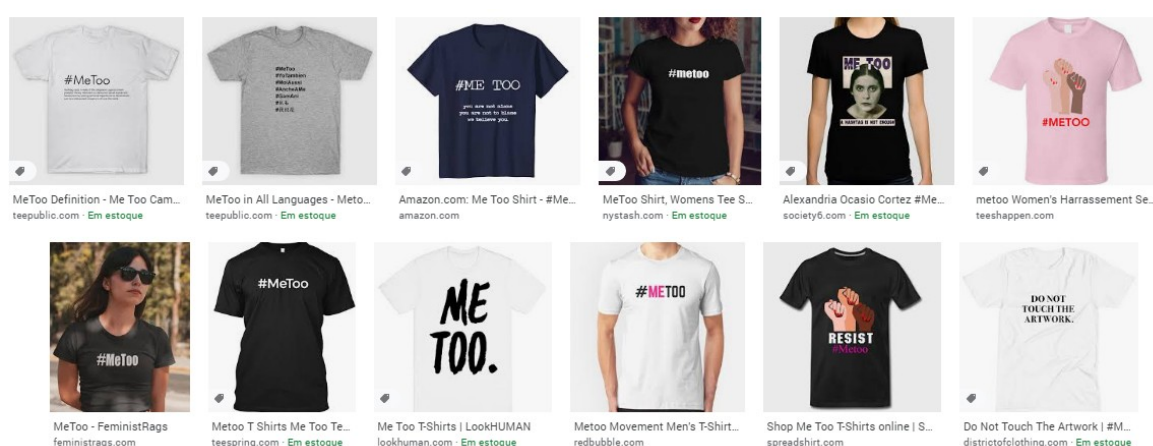 #MeToo
#MeToo
#YoTambien
#ME TOO
you are not alone
you are not to blame
we believe you
#metoo
ME TOO
A HASHTAG IS NOT ENOUGH
#METOO
MeToo Definition - Me Too Cam...
teepublic.com · Em estoque
MeToo in All Languages - Meto...
teepublic.com · Em estoque
Amazon.com: Me Too Shirt - #Me...
amazon.com
MeToo Shirt, Womens Tee S...
nystash.com · Em estoque
Alexandria Ocasio Cortez #Me...
society6.com · Em estoque
metoo Women's Harrassement Se...
teeshappen.com
#MeToo
#MeToo
ME
TOO.
#METOO
RESIST
#Metoo
DO NOT
TOUCH THE
ARTWORK.
MeToo - FeministRags
feministrags.com
Metoo T Shirts Me Too Te...
teespring.com · Em estoque
Me Too T-Shirts | LookHUMAN
lookhuman.com · Em estoque
Metoo Movement Men's T-Shirt...
redbubble.com
Shop Me Too T-Shirts online | S...
spreadshirt.com
Do Not Touch The Artwork | #M...
districtofclothing.com · Em estoque